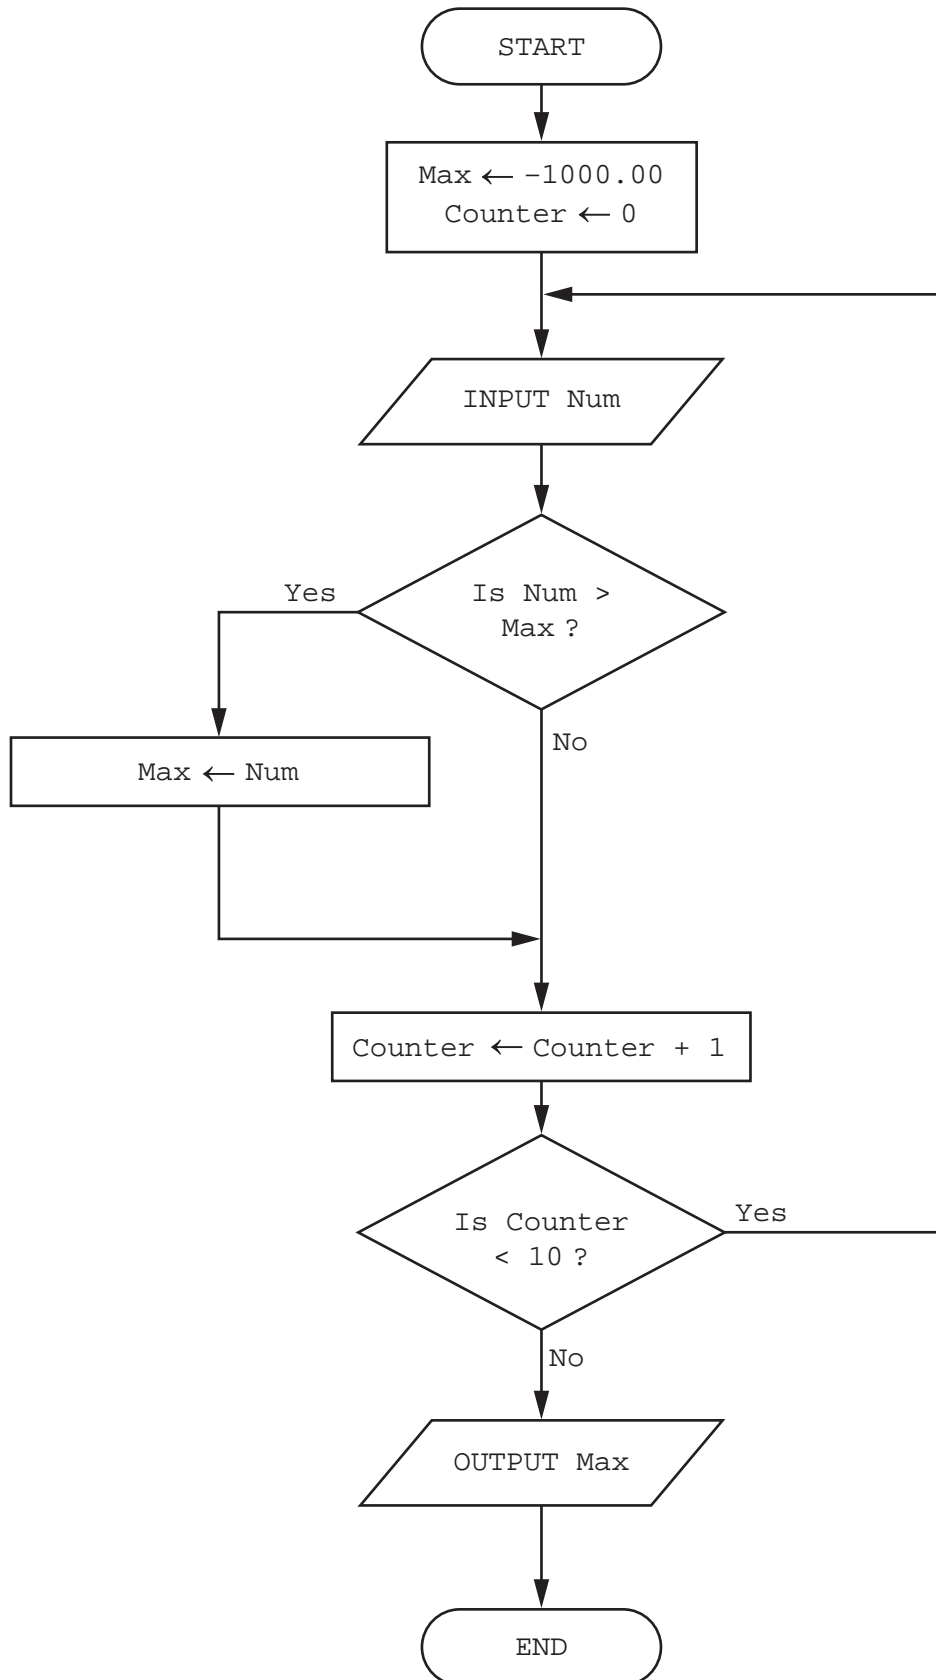 START
Max ← –1000.00
Counter ← 0
INPUT Num
Is Num >
Max ?
Yes
No
Max ← Num
Counter ← Counter + 1
Is Counter
< 10 ?
Yes
No
OUTPUT Max
END